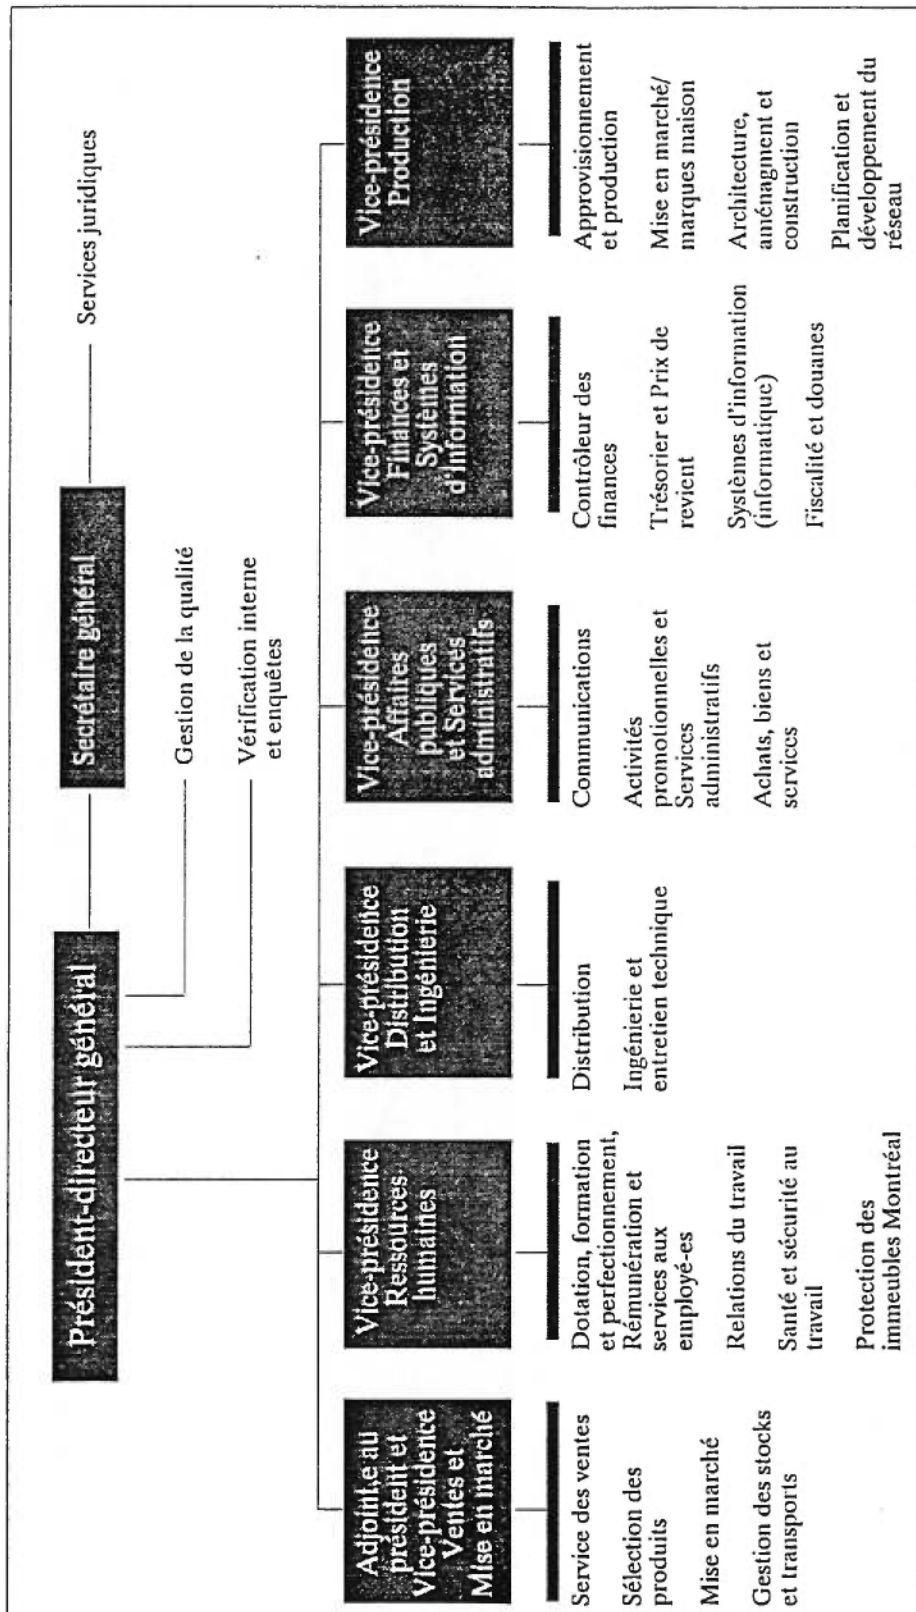 Président-directeur général
Secrétaire général
Services juridiques
Gestion de la qualité
Vérification interne
et enquêtes
Adjoint,e au
président et
Vice-présidence
Ventes et
Mise en marché
Service des ventes
Sélection des
produits
Mise en marché
Gestion des stocks
et transports
Vice-présidence
Ressources
humaines
Dotation, formation
et perfectionnement,
Rémunération et
services aux
employé-es
Relations du travail
Santé et sécurité au
travail
Protection des
immeubles Montréal
Vice-présidence
Distribution
et Ingénierie
Distribution
Ingénierie et
entretien technique
Vice-présidence
Affaires
publiques
et Services
administratifs
Communications
Activités
promotionnelles et
Services
administratifs
Achats, biens et
services
Vice-présidence
Finances et
Systèmes
d'Information
Contrôleur des
finances
Trésorier et Prix de
revient
Systèmes d'information
(informatique)
Fiscalité et douanes
Vice-présidence
Production
Approvisionnement
et production
Mise en marché/
marques maison
Architecture,
aménagment et
construction
Planification et
développement du
réseau